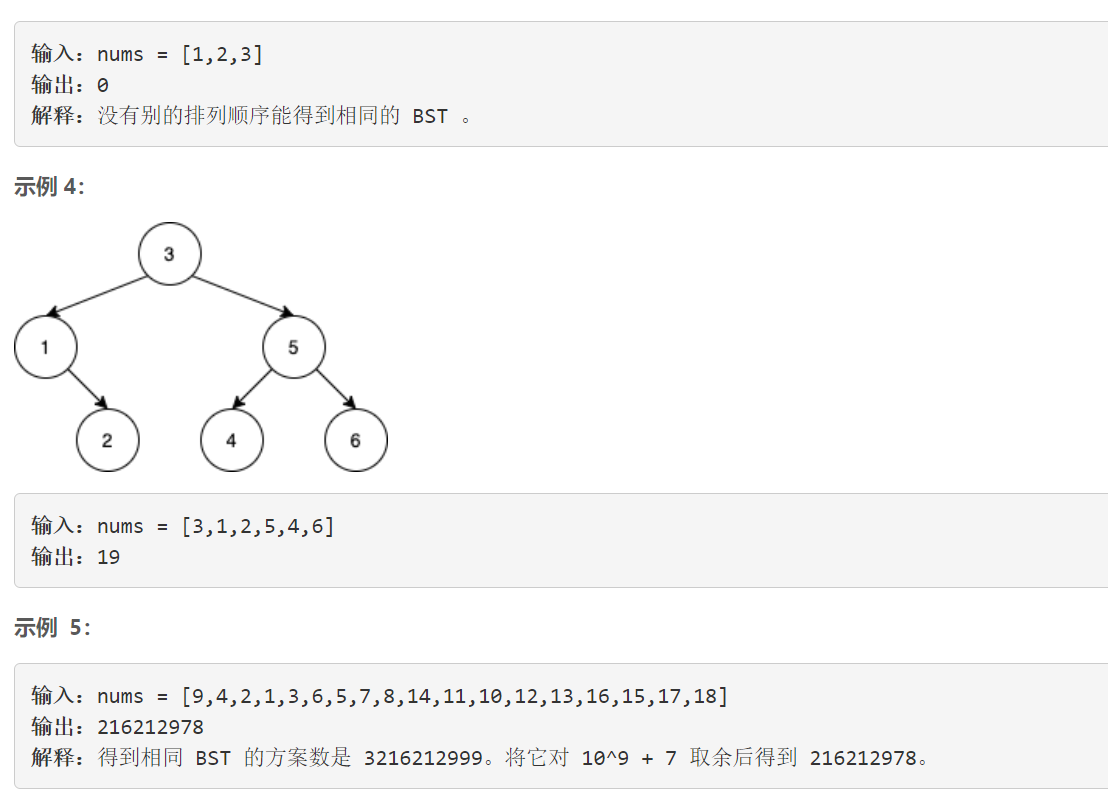 输入：nums = [1,2,3]
输出：0
解释：没有别的排列顺序能得到相同的 BST 。
示例 4：
3
1
5
2
4
6
输入：nums = [3,1,2,5,4,6]
输出：19
示例  5：
输入：nums = [9,4,2,1,3,6,5,7,8,14,11,10,12,13,16,15,17,18]
输出：216212978
解释：得到相同 BST 的方案数是 3216212999。将它对 10^9 + 7 取余后得到 216212978。